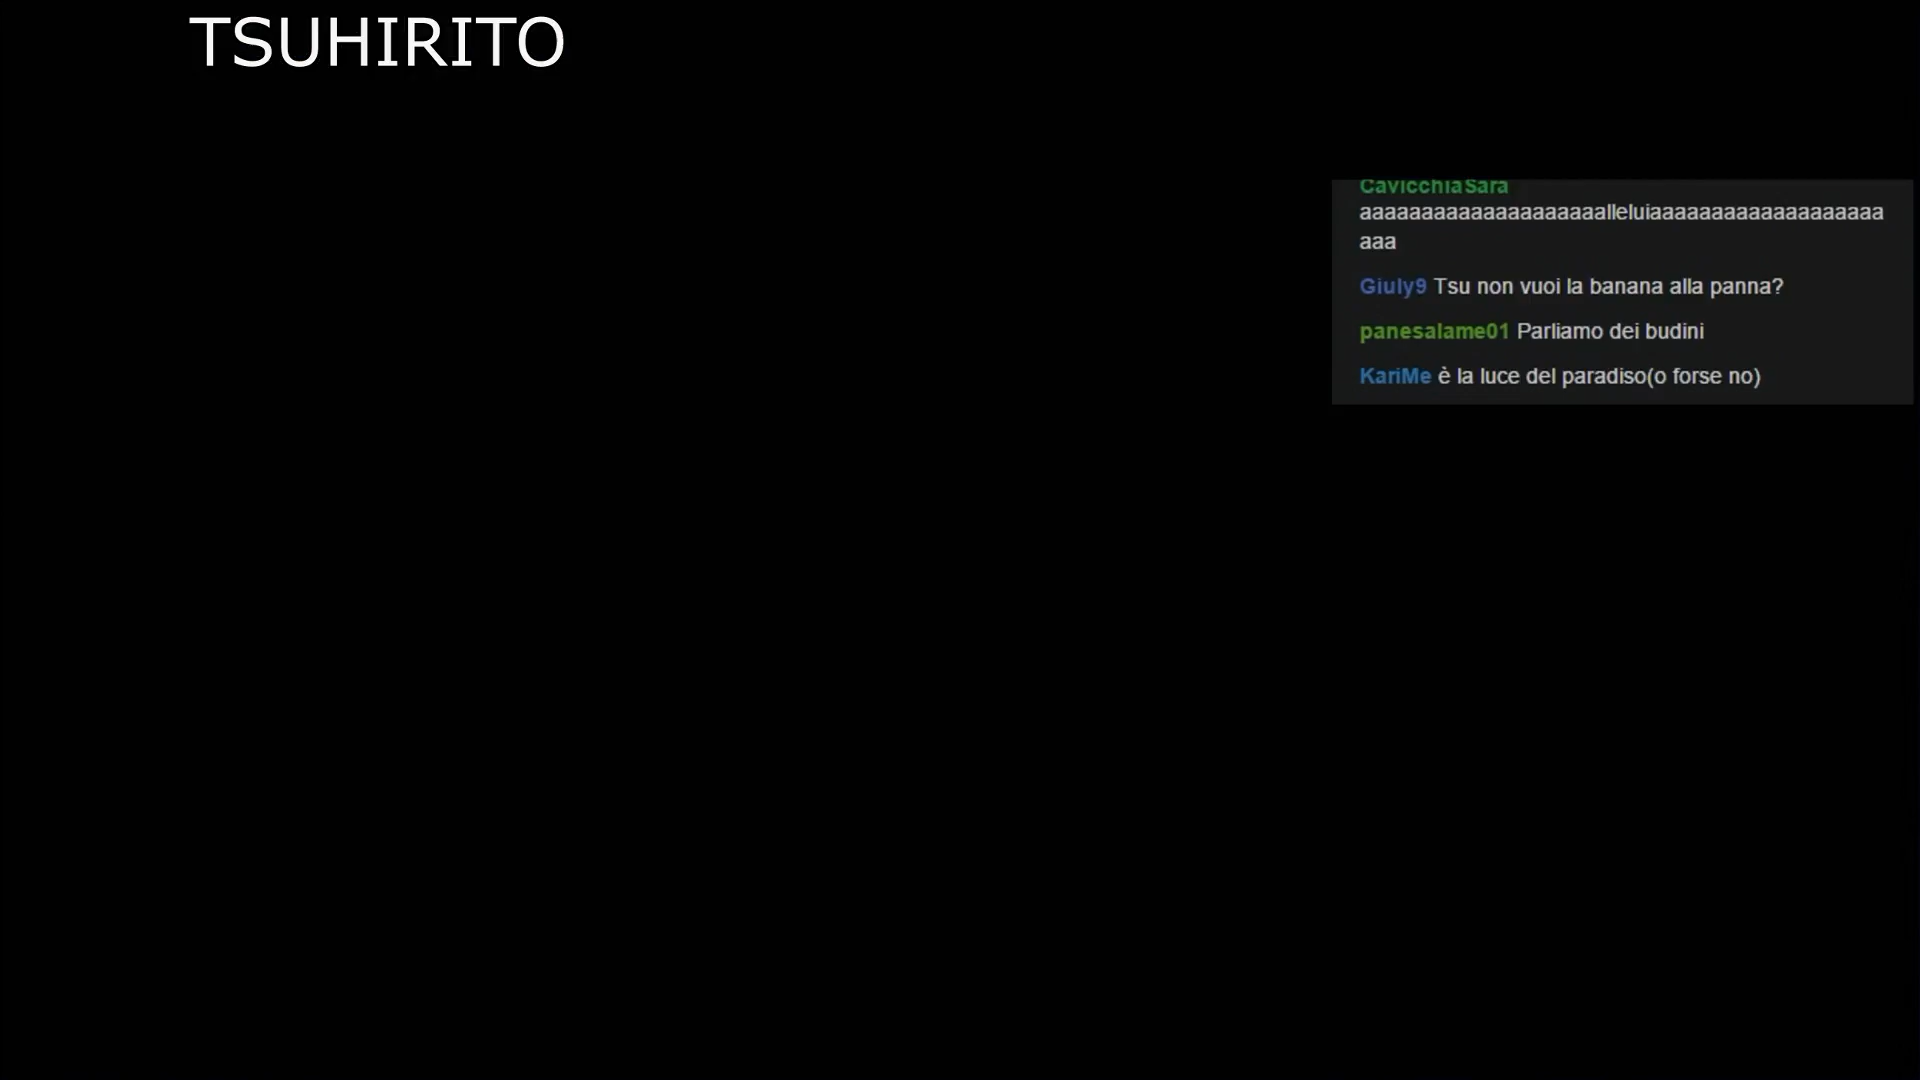 TSUHIRITO
CavicchiaSara
aaaaaaaaaaaaaaaaaaaalleluiaaaaaaaaaaaaaaaaaaa
aaa
Giuly9 Tsu non vuoi la banana alla panna?
panesalame01 Parliamo dei budini
KariMe è la luce del paradiso(o forse no)